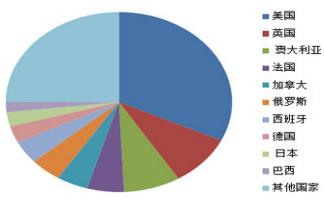 美国
英国
澳大利亚
法国
加拿大
俄罗斯
西班牙
德国
日本
巴西
其他国家